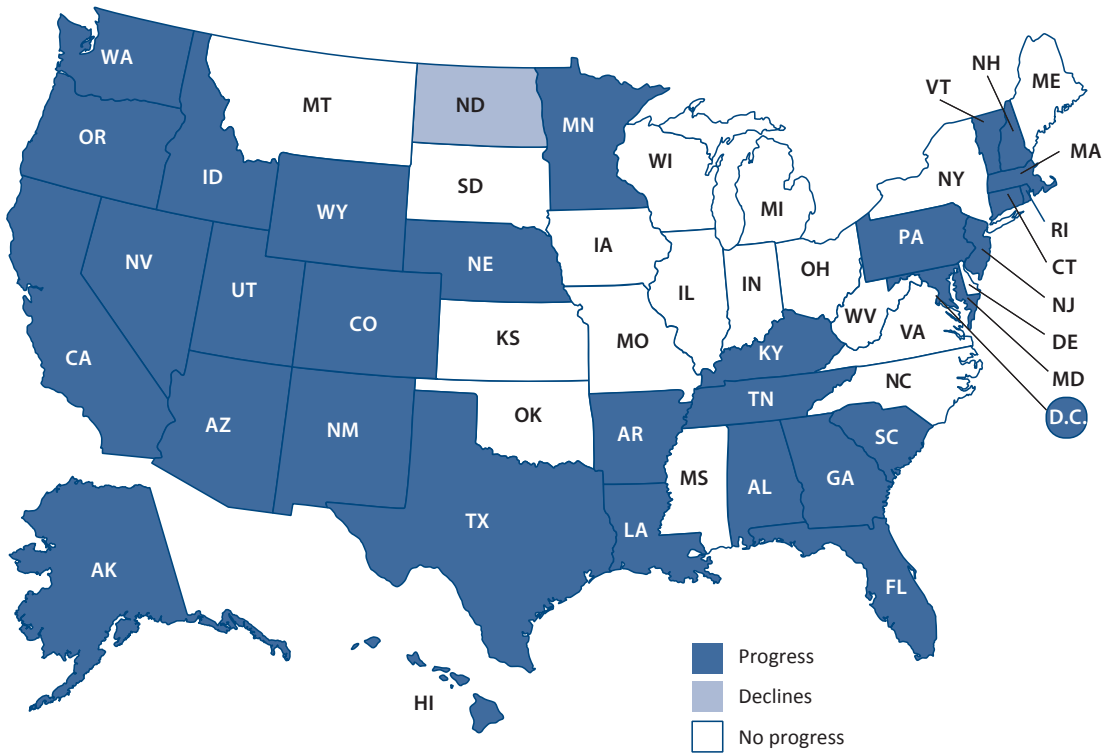 WA
MT
ND
MN
OR
ID
SD
WY
WI
MI
NY
VT
NH
ME
MA
RI
CT
NJ
DE
MD
D.C.
NV
UT
CO
NE
IA
IL
IN
OH
PA
WV
VA
CA
KS
MO
KY
NC
AZ
NM
OK
AR
TN
SC
MS
AL
GA
TX
LA
FL
AK
HI
Progress
Declines
No progress